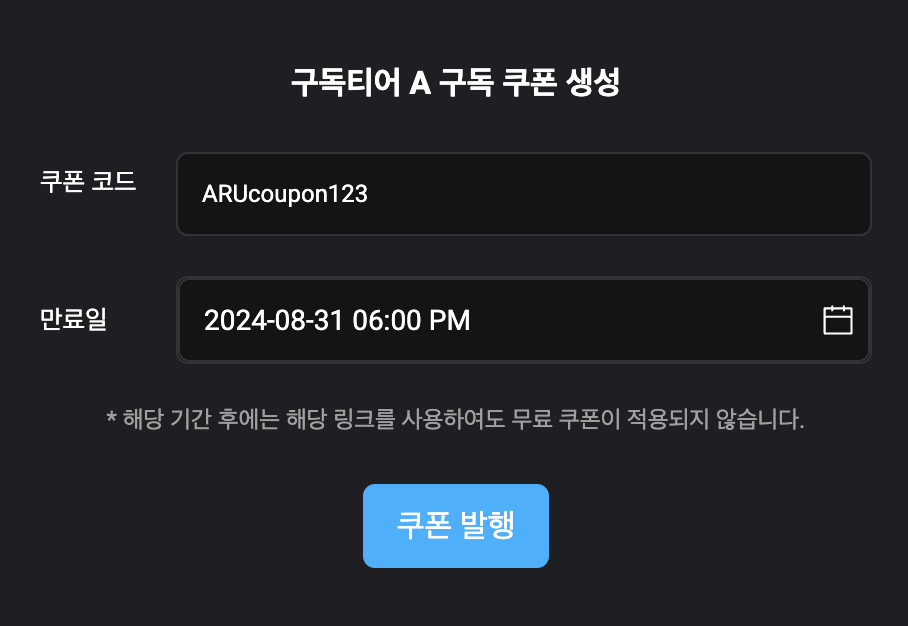 구독티어 A 구독 쿠폰 생성
쿠폰 코드
ARUcoupon123
만료일
2024-08-31 06:00 PM
* 해당 기간 후에는 해당 링크를 사용하여도 무료 쿠폰이 적용되지 않습니다.
쿠폰 발행